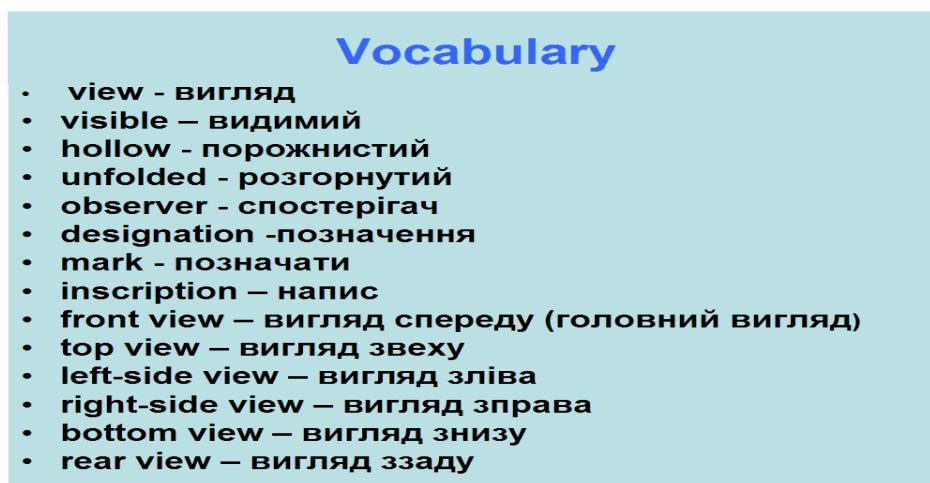 Vocabulary
• view - вигляд
• visible – видимий
• hollow - порожнистий
• unfolded - розгорнутий
• observer - спостерігач
• designation -позначення
• mark - позначати
• inscription – напис
• front view – вигляд спереду (головний вигляд)
• top view – вигляд звеху
• left-side view – вигляд зліва
• right-side view – вигляд зправа
• bottom view – вигляд знизу
• rear view – вигляд ззаду